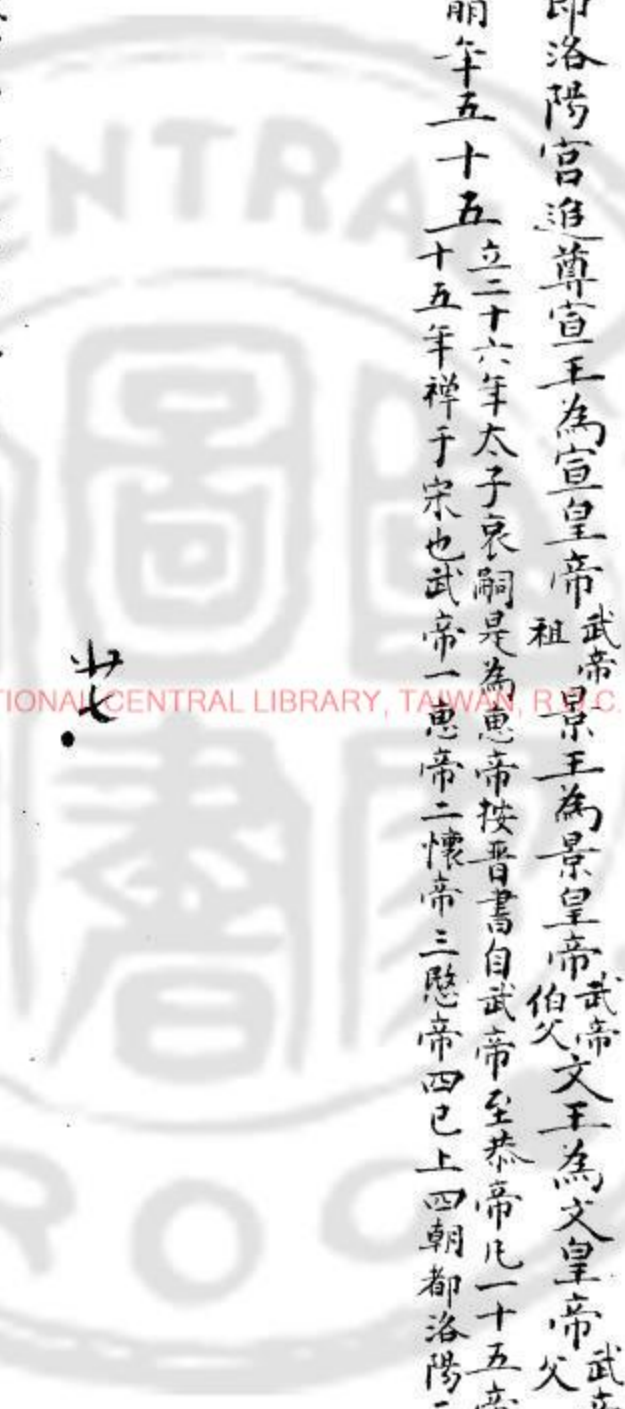 即洛陽宮追尊宣王為宣皇帝武帝祖景王為景皇帝武帝伯父文王為文皇帝武帝父
崩年五十五
立二十六年太子衷嗣是為惠帝按晉書自武帝至恭帝凡一十五帝
十五年禅于宋也武帝一惠帝二懷帝三愍帝四已上四朝都洛陽
廿七
NATIONAL CENTRAL LIBRARY, TAIWAN, R.O.C.
圖
書
CENTRAL
ROC